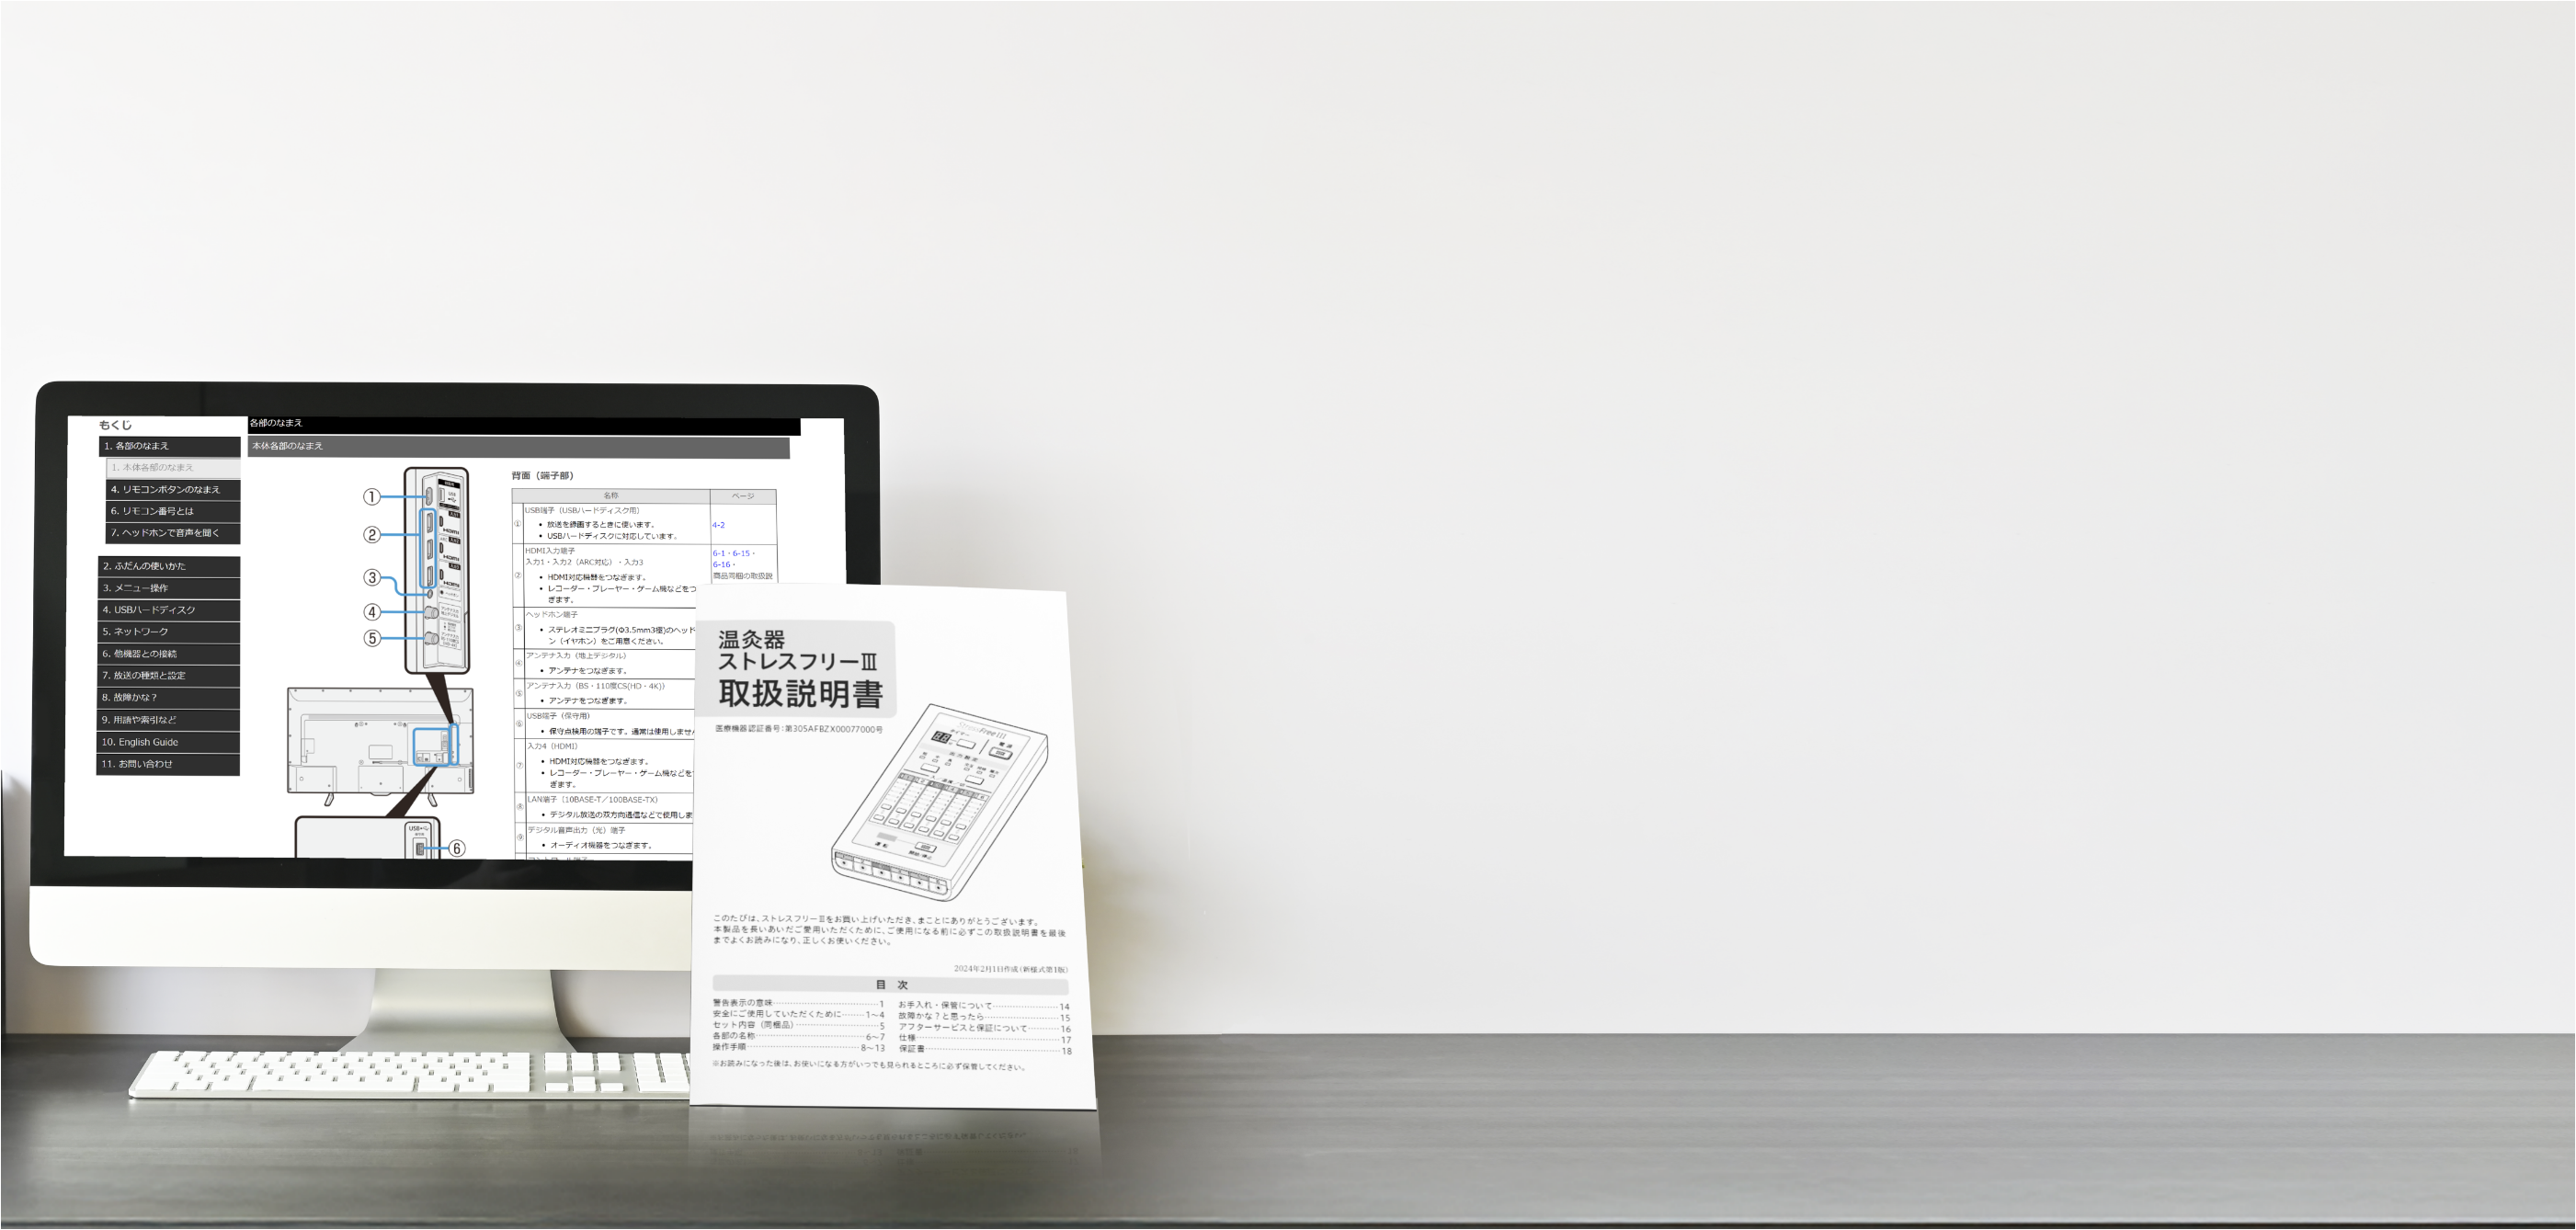 もくじ
1. 各部のなまえ
1. 本体各部のなまえ
4. リモコンボタンのなまえ
6. リモコン番号とは
7. ヘッドホンで音声を聞く
2. ふだんの使いかた
3. メニュー操作
4. USBハードディスク
5. ネットワーク
6. 他機器との接続
7. 放送の種類と設定
8. 故障かな？
9. 用語や索引など
10. English Guide
11. お問い合わせ
各部のなまえ
本体各部のなまえ
①
②
③
④
⑤
⑥
背面（端子部）
名称 ページ
① USB端子（USBハードディスク用）
• 放送を録画するときに使います。
• USBハードディスクに対応しています。
4-2
② HDMI入力端子
入力1・入力2（ARC対応）・入力3
• HDMI対応機器をつなぎます。
• レコーダー・プレーヤー・ゲーム機などをつ
ぎます。
6-1・6-15・
6-16・
商品同梱の取扱説
③ ヘッドホン端子
• ステレオミニプラグ(Φ3.5mm3極)のヘッド
ン（イヤホン）をご用意ください。
④ アンテナ入力（地上デジタル）
• アンテナをつなぎます。
⑤ アンテナ入力（BS・110度CS(HD・4K)）
• アンテナをつなぎます。
⑥ USB端子（保守用）
• 保守点検用の端子です。通常は使用しませ
⑦ 入力4（HDMI）
• HDMI対応機器をつなぎます。
• レコーダー・プレーヤー・ゲーム機などを
ぎます。
⑧ LAN端子（10BASE-T／100BASE-TX）
• デジタル放送の双方向通信などで使用しま
⑨ デジタル音声出力（光）端子
• オーディオ機器をつなぎます。
温灸器
ストレスフリーⅢ
取扱説明書
医療機器認証番号：第305AFBZX00077000号
Free III
このたびは、ストレスフリーⅢをお買い上げいただき、まことにありがとうございます。
本製品を長いあいだご愛用いただくために、ご使用になる前に必ずこの取扱説明書を最後
までよくお読みになり、正しくお使いください。
2024年2月1日作成（新様式第1版）
目 次
警告表示の意味 1
安全にご使用していただくために 1〜4
セット内容（同梱品） 5
各部の名称 6〜7
操作手順 8〜13
お手入れ・保管について 14
故障かな？と思ったら 15
アフターサービスと保証について 16
仕様 17
保証書 18
※お読みになった後は、お使いになる方がいつでも見られるところに必ず保管してください。